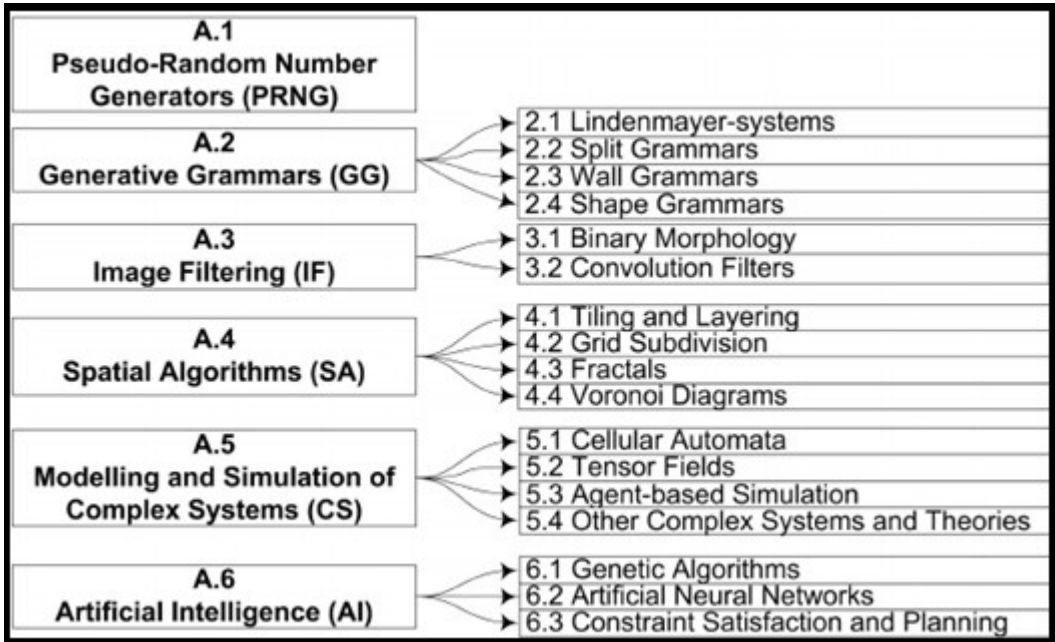 A.1
Pseudo-Random Number
Generators (PRNG)
A.2
Generative Grammars (GG)
2.1 Lindenmayer-systems
2.2 Split Grammars
2.3 Wall Grammars
2.4 Shape Grammars
A.3
Image Filtering (IF)
3.1 Binary Morphology
3.2 Convolution Filters
A.4
Spatial Algorithms (SA)
4.1 Tiling and Layering
4.2 Grid Subdivision
4.3 Fractals
4.4 Voronoi Diagrams
A.5
Modelling and Simulation of
Complex Systems (CS)
5.1 Cellular Automata
5.2 Tensor Fields
5.3 Agent-based Simulation
5.4 Other Complex Systems and Theories
A.6
Artificial Intelligence (AI)
6.1 Genetic Algorithms
6.2 Artificial Neural Networks
6.3 Constraint Satisfaction and Planning